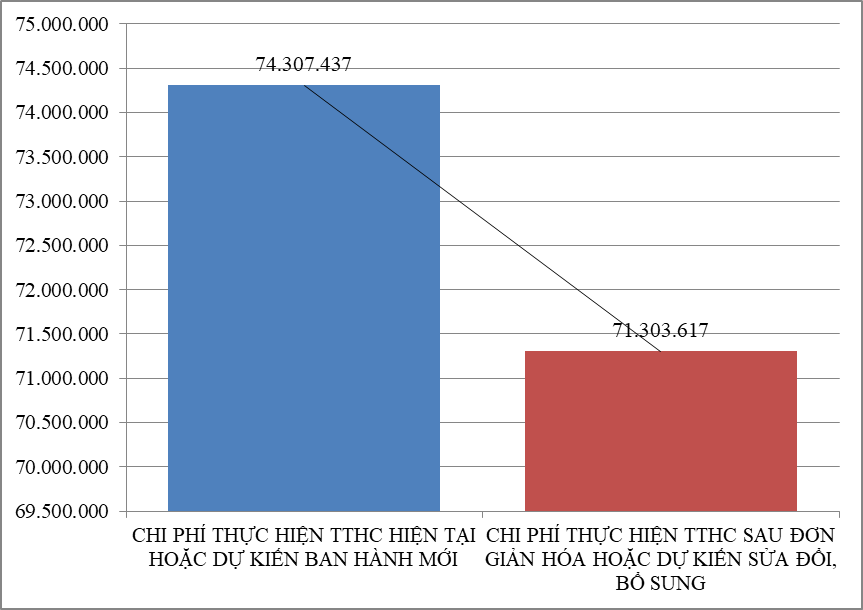 75.000.000
74.500.000
74.000.000
73.500.000
73.000.000
72.500.000
72.000.000
71.500.000
71.000.000
70.500.000
70.000.000
69.500.000
74.307.437
71.303.617
CHI PHÍ THỰC HIỆN TTHC HIỆN TẠI
HOẶC DỰ KIẾN BAN HÀNH MỚI
CHI PHÍ THỰC HIỆN TTHC SAU ĐƠN
GIẢN HÓA HOẶC DỰ KIẾN SỬA ĐỔI,
BỔ SUNG